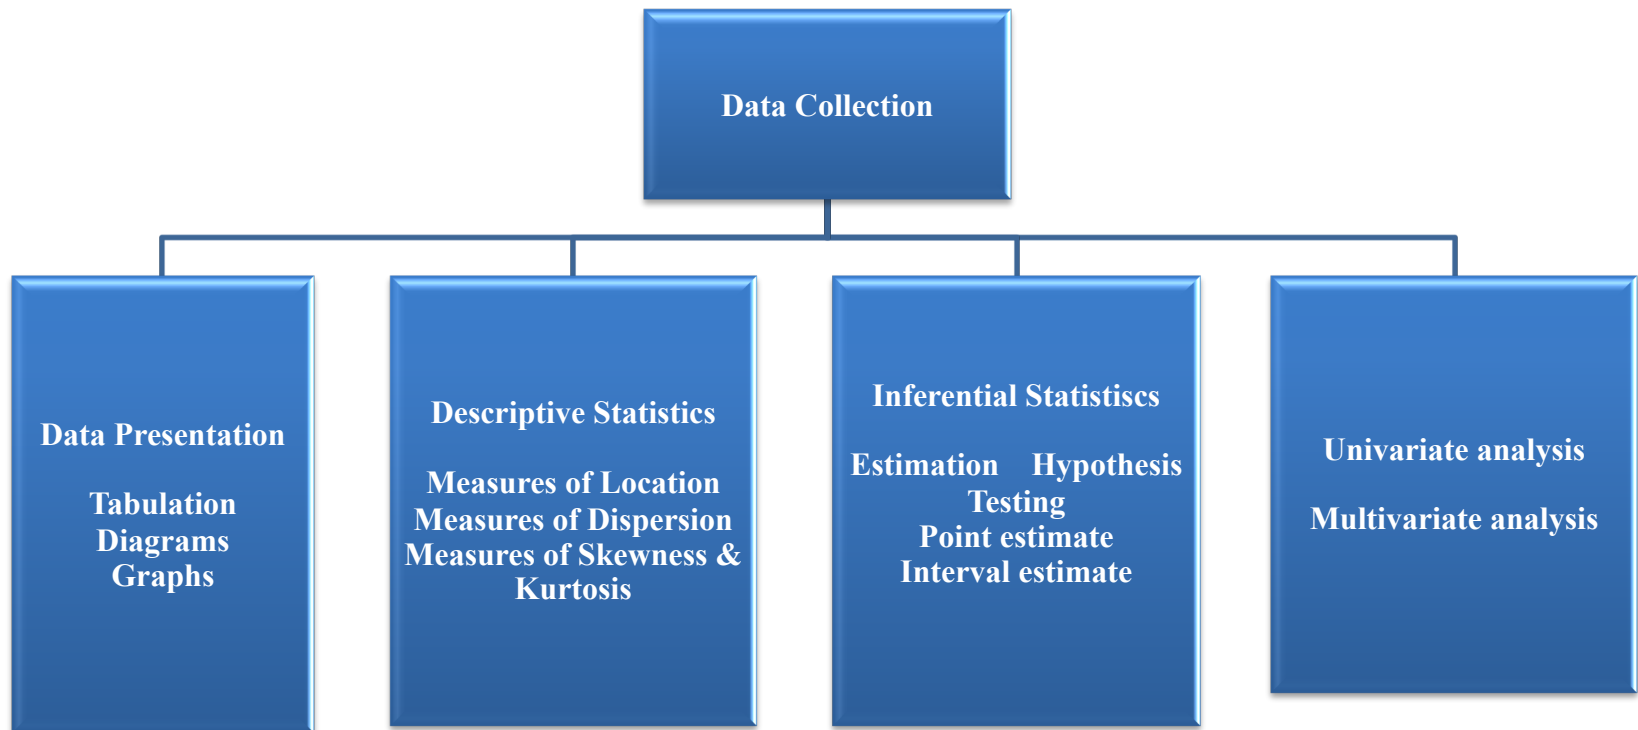 Data Collection
Data Presentation
Tabulation
Diagrams
Graphs
Descriptive Statistics
Measures of Location
Measures of Dispersion
Measures of Skewness &
Kurtosis
Inferential Statistiscs
Estimation Hypothesis
Testing
Point estimate
Interval estimate
Univariate analysis
Multivariate analysis